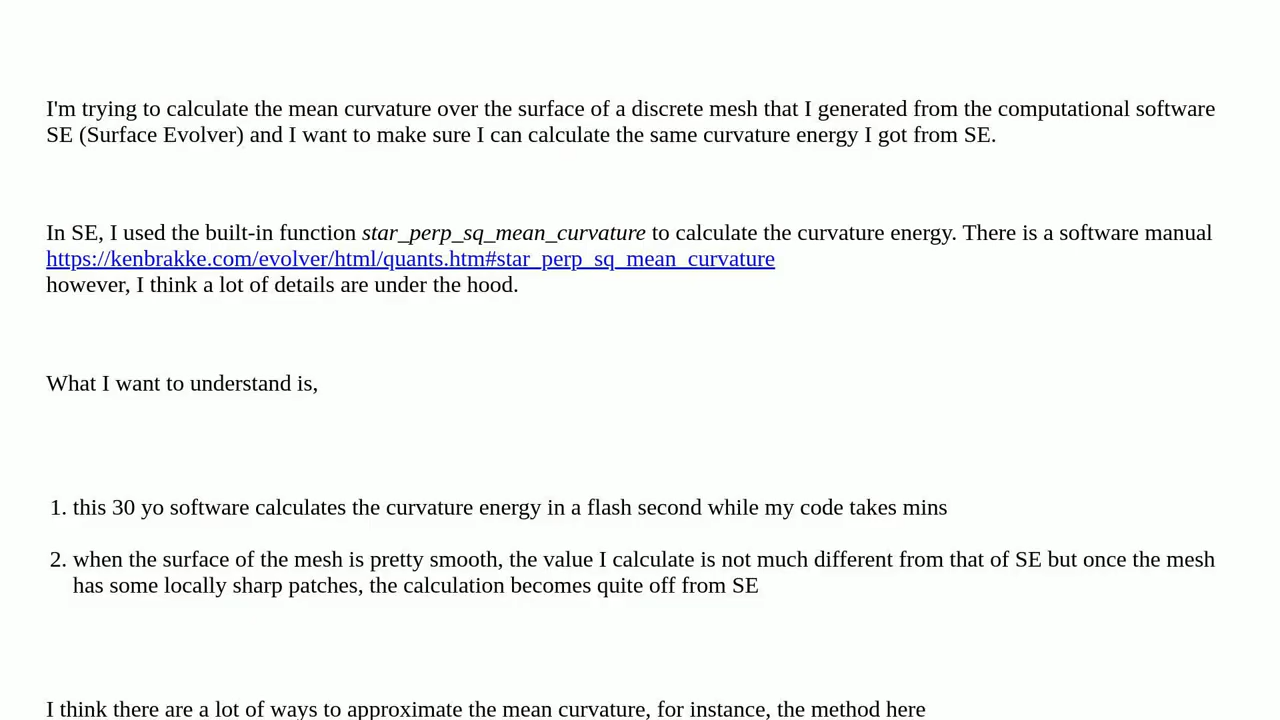 I'm trying to calculate the mean curvature over the surface of a discrete mesh that I generated from the computational software
SE (Surface Evolver) and I want to make sure I can calculate the same curvature energy I got from SE.
In SE, I used the built-in function star_perp_sq_mean_curvature to calculate the curvature energy. There is a software manual
https://kenbrakke.com/evolver/html/quants.htm#star_perp_sq_mean_curvature
however, I think a lot of details are under the hood.
What I want to understand is,
1. this 30 yo software calculates the curvature energy in a flash second while my code takes mins
2. when the surface of the mesh is pretty smooth, the value I calculate is not much different from that of SE but once the mesh
has some locally sharp patches, the calculation becomes quite off from SE
I think there are a lot of ways to approximate the mean curvature, for instance, the method here